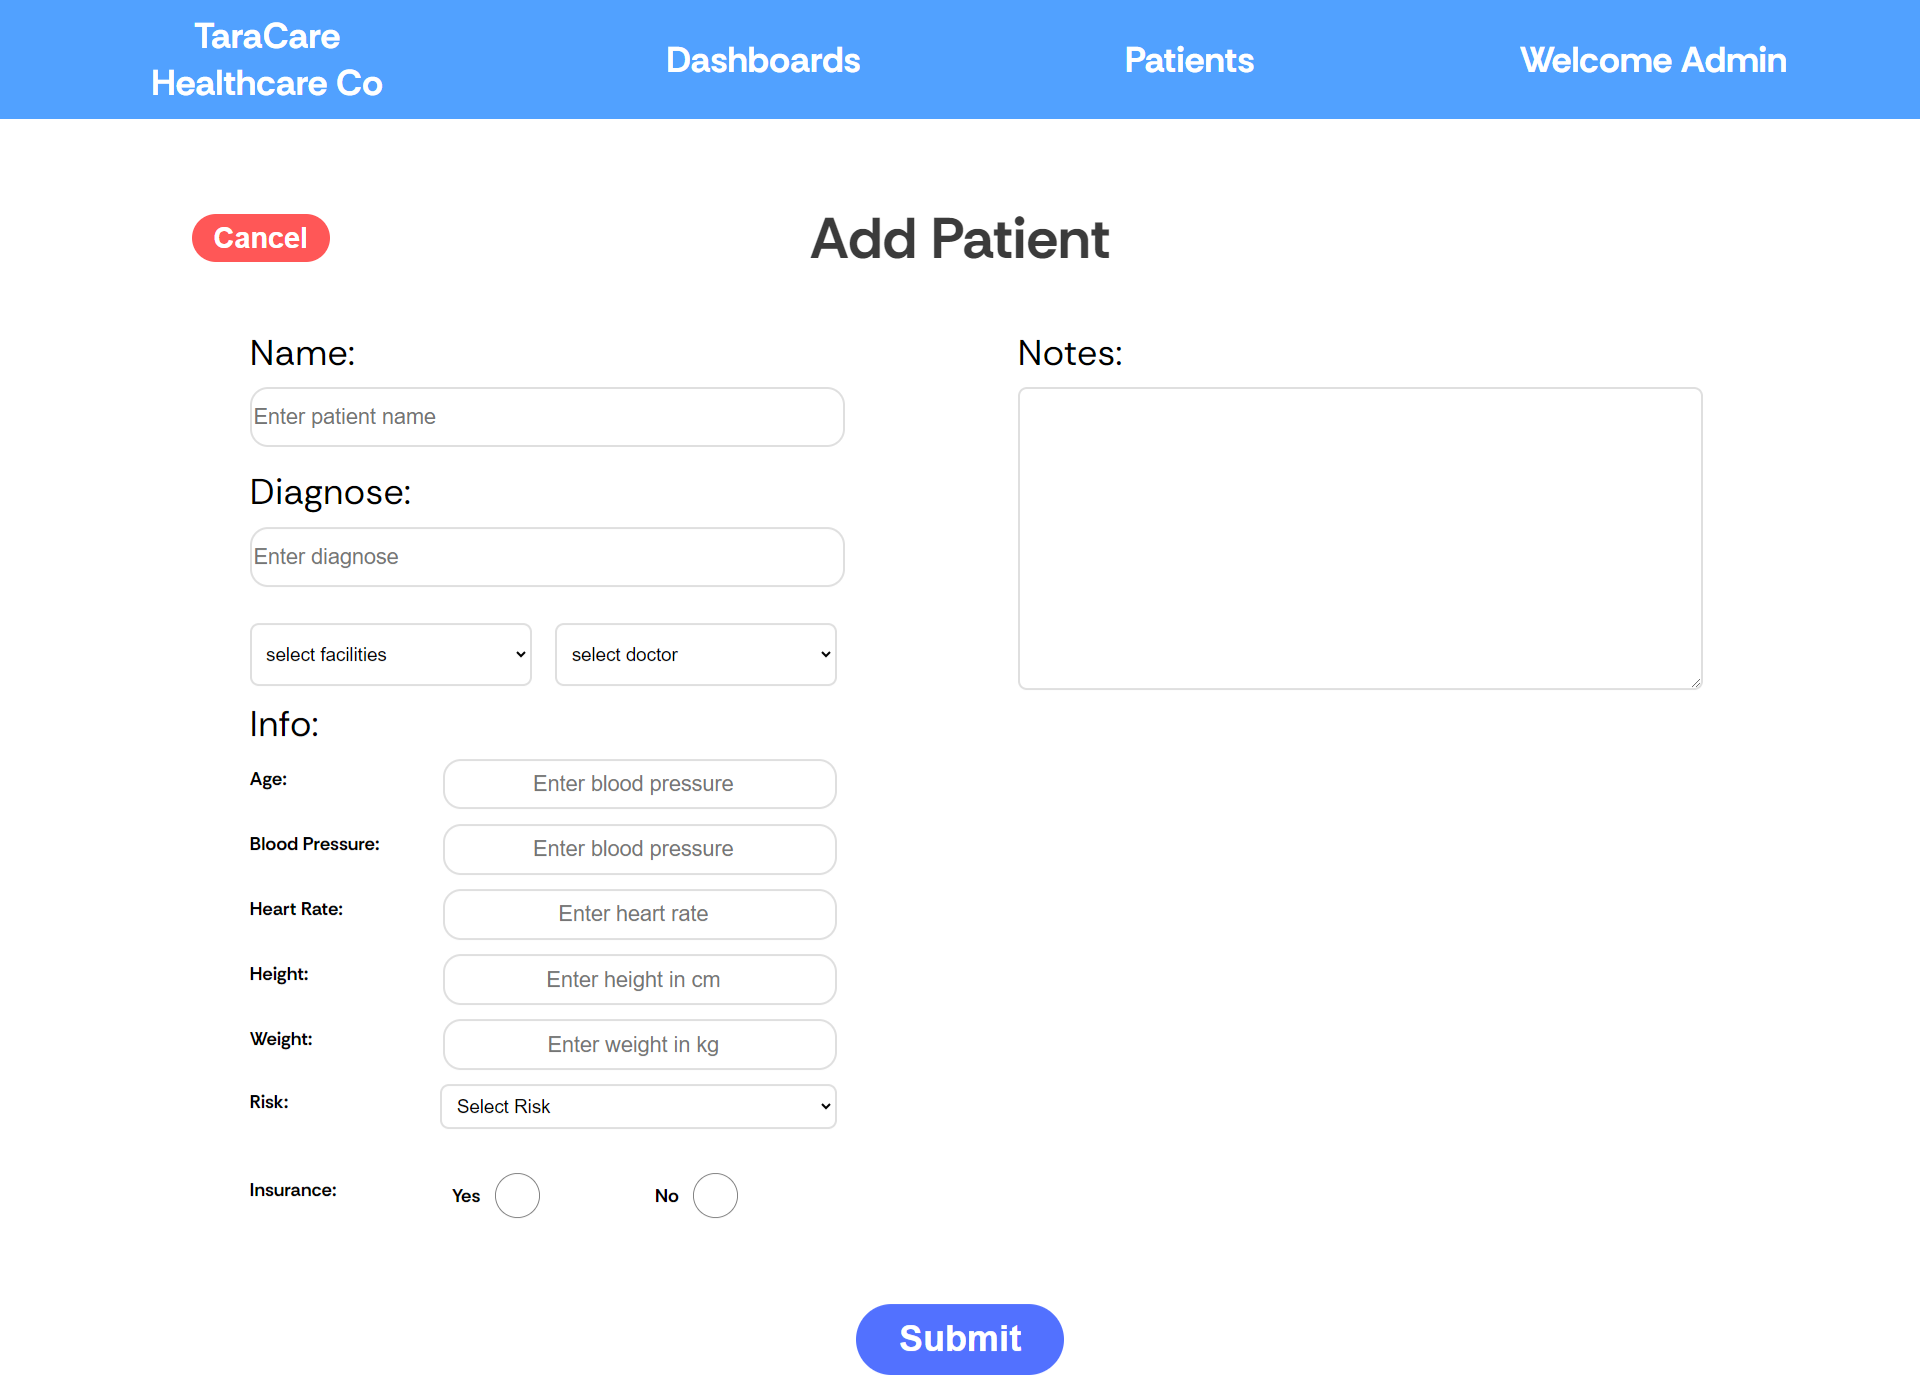 TaraCare
Healthcare Co
Dashboards
Patients
Welcome Admin
Cancel
Add Patient
Name:
Enter patient name
Diagnose:
Enter diagnose
select facilities
select doctor
Notes:
Info:
Age:
Enter blood pressure
Blood Pressure:
Enter blood pressure
Heart Rate:
Enter heart rate
Height:
Enter height in cm
Weight:
Enter weight in kg
Risk:
Select Risk
Insurance:
Yes
No
Submit